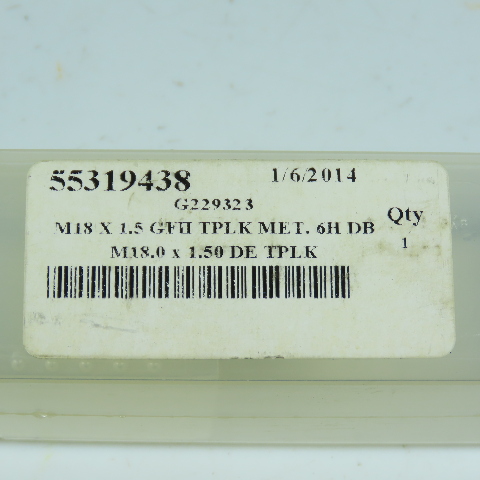 55319438 1/6/2014
G229323
M18 X 1.5 GFH TPLK MET. 6H DB Qty
M18.0 x 1.50 DE TPLK 1